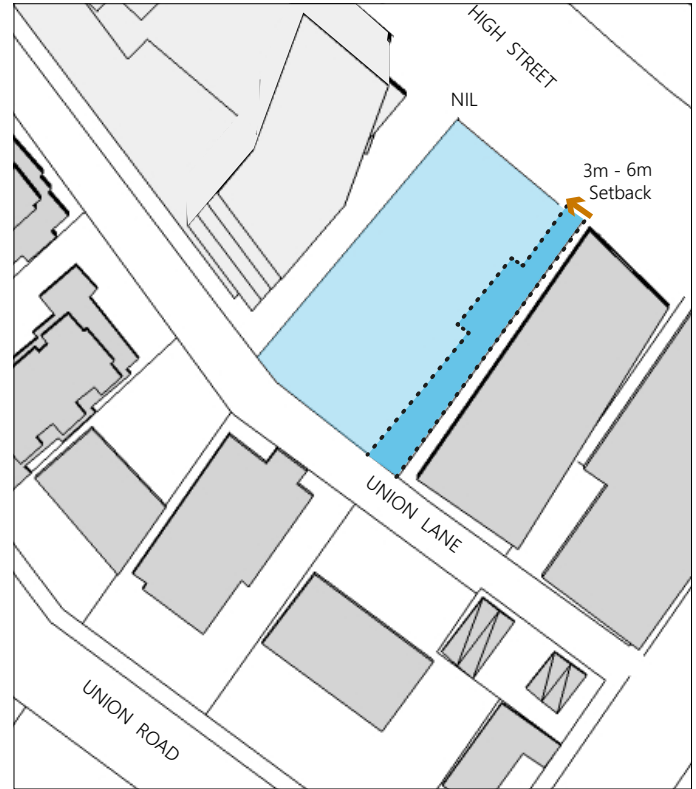 HIGH STREET
NIL
3m - 6m
Setback
UNION LANE
UNION ROAD